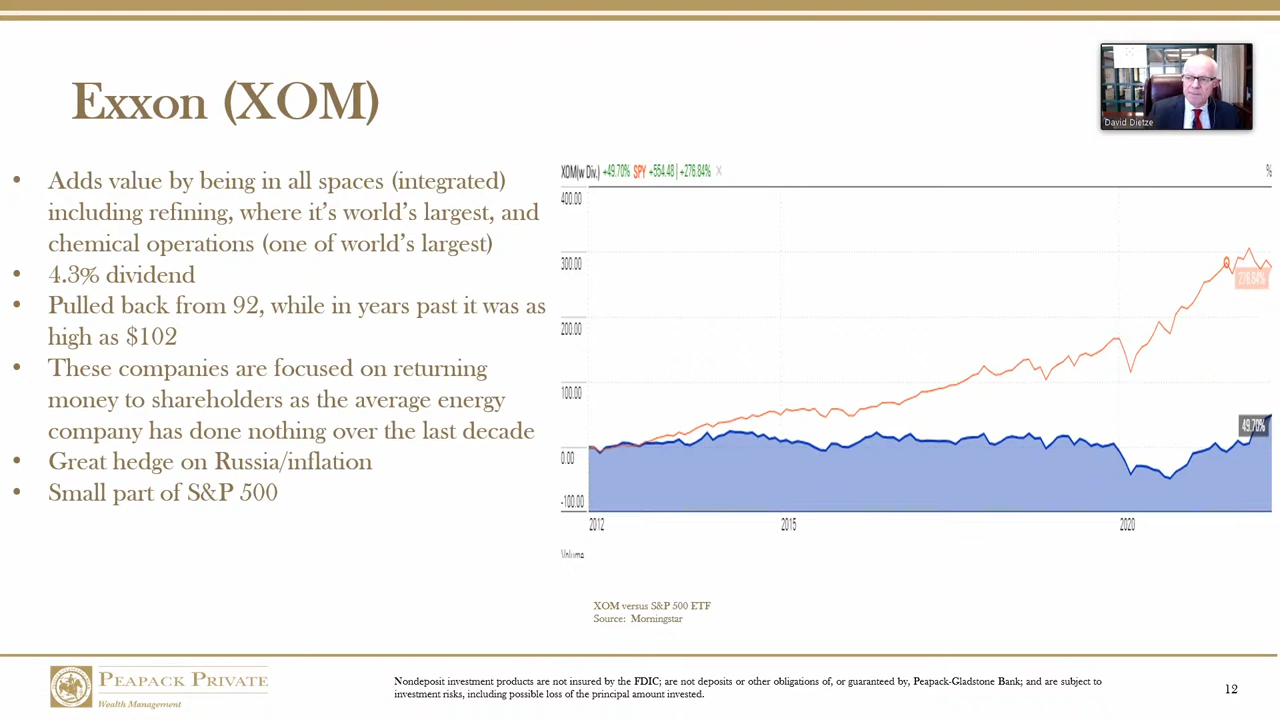 David Dietze
Exxon (XOM)
• Adds value by being in all spaces (integrated)
including refining, where it's world's largest, and
chemical operations (one of world's largest)
• 4.3% dividend
• Pulled back from 92, while in years past it was as
high as $102
• These companies are focused on returning
money to shareholders as the average energy
company has done nothing over the last decade
• Great hedge on Russia/inflation
• Small part of S&P 500
XOM(w Div.) +49.70% SPY +554.48 | +276.84% ×
%
400.00
300.00
276.84%
200.00
100.00
49.70%
0.00
-100.00
2012
2015
2020
Volume
XOM versus S&P 500 ETF
Source: Morningstar
PEAPACK PRIVATE
Wealth Management
Nondeposit investment products are not insured by the FDIC; are not deposits or other obligations of, or guaranteed by, Peapack-Gladstone Bank; and are subject to
investment risks, including possible loss of the principal amount invested.
12